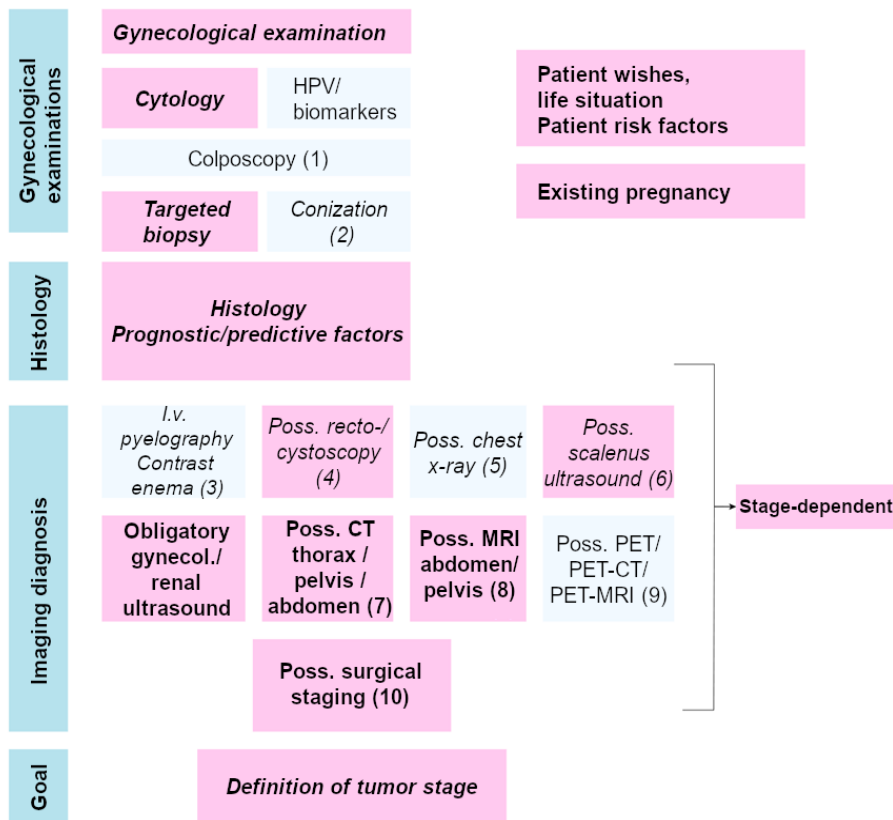 Gynecological
examinations
Gynecological examination
Cytology
HPV/
biomarkers
Colposcopy (1)
Targeted
biopsy
Conization
(2)
Patient wishes,
life situation
Patient risk factors
Existing pregnancy
Histology
Histology
Prognostic/predictive factors
Imaging diagnosis
I.v.
pyelography
Contrast
enema (3)
Poss. recto-/
cystoscopy
(4)
Poss. chest
x-ray (5)
Poss.
scalenus
ultrasound (6)
Obligatory
gynecol./
renal
ultrasound
Poss. CT
thorax /
pelvis /
abdomen (7)
Poss. MRI
abdomen/
pelvis (8)
Poss. PET/
PET-CT/
PET-MRI (9)
Stage-dependent
Poss. surgical
staging (10)
Goal
Definition of tumor stage